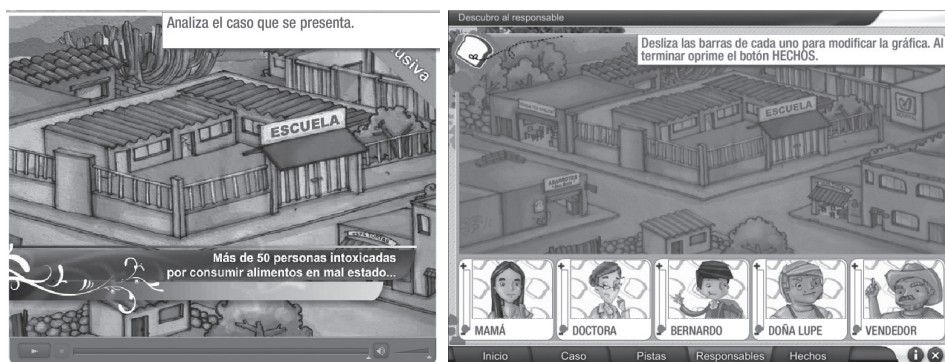 Analiza el caso que se presenta.
usiva
ESCUELA
Más de 50 personas intoxicadas
por consumir alimentos en mal estado...
Descubro al responsable
Desliza las barras de cada uno para modificar la gráfica. Al
terminar oprime el botón HECHOS.
ESCUELA
ABARROTES
MAMÁ
DOCTORA
BERNARDO
DOÑA LUPE
VENDEDOR
Inicio
Caso
Pistas
Responsables
Hechos